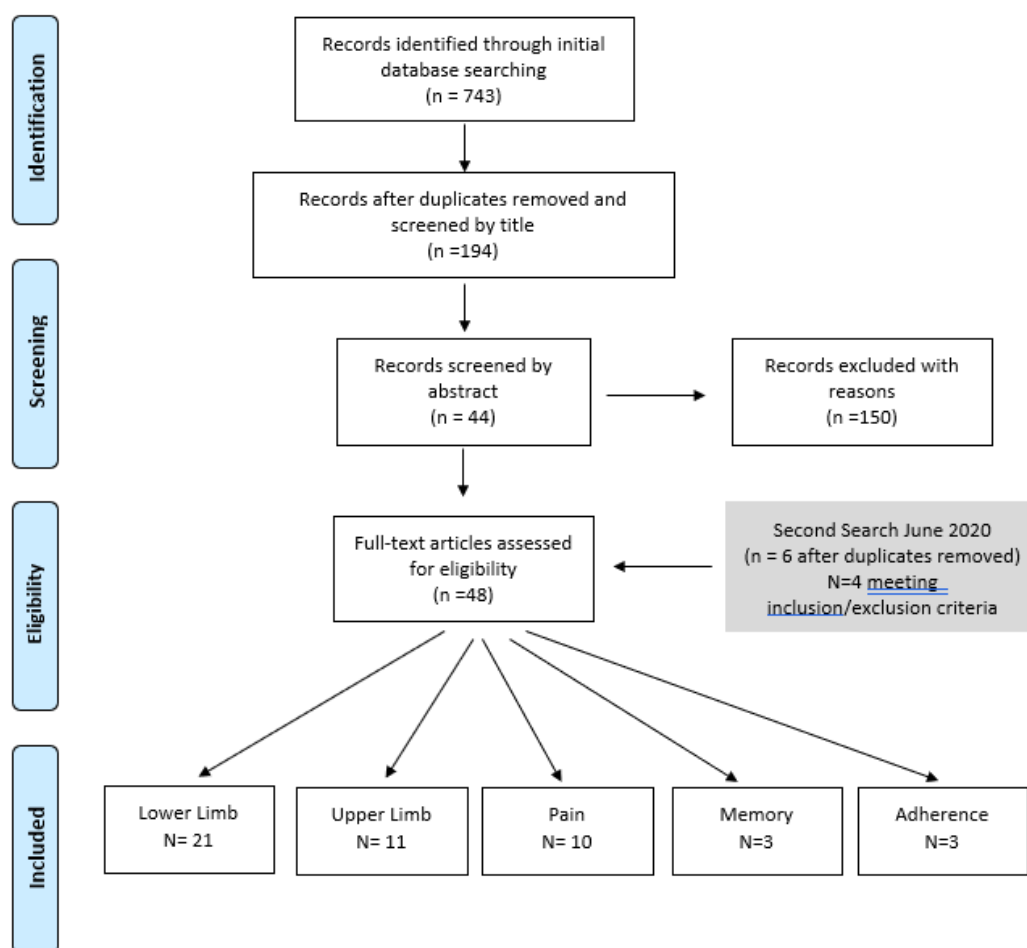 Identification
Records identified through initial
database searching
(n = 743)
Records after duplicates removed and
screened by title
(n =194)
Screening
Records screened by
abstract
(n = 44)
Records excluded with
reasons
(n =150)
Eligibility
Full-text articles assessed
for eligibility
(n =48)
Second Search June 2020
(n = 6 after duplicates removed)
N=4 meeting
inclusion/exclusion criteria
Included
Lower Limb
N= 21
Upper Limb
N= 11
Pain
N= 10
Memory
N=3
Adherence
N=3